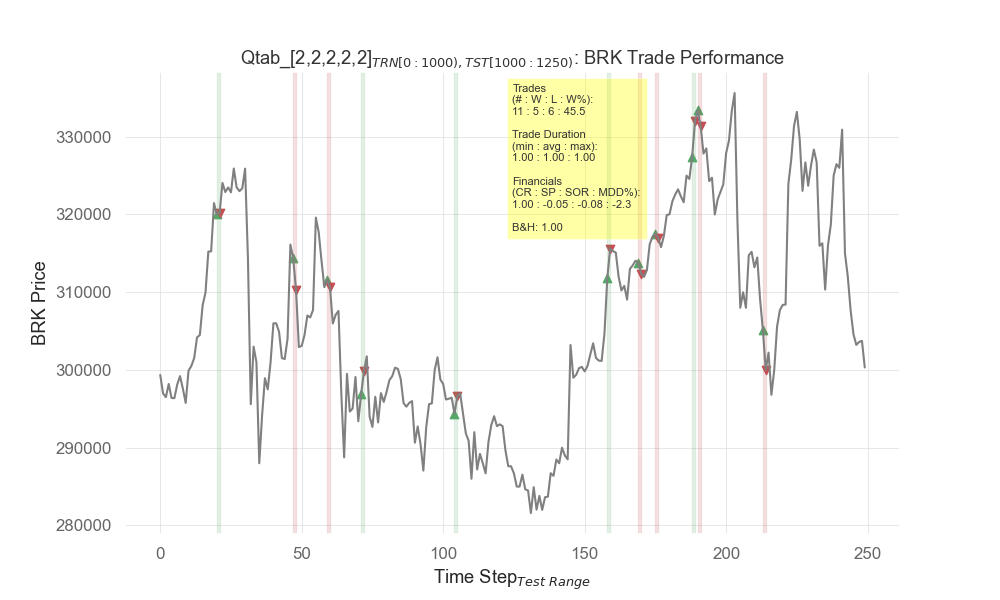 Qtab_[2,2,2,2,2]TRN[0 : 1000), TST[1000 : 1250): BRK Trade Performance
Trades
(# : W : L : W%):
11 : 5 : 6 : 45.5
Trade Duration
(min : avg : max):
1.00 : 1.00 : 1.00
Financials
(CR : SP : SOR : MDD%):
1.00 : -0.05 : -0.08 : -2.3
B&H: 1.00
BRK Price
330000
320000
310000
300000
290000
280000
0 50 100 150 200 250
Time Step Test Range